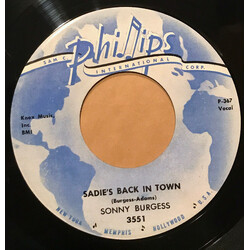 SAM C. Phillips
INTERNATIONAL CORP.
Knox Music,
Inc.
BMI
P-367
Vocal
SADIE'S BACK IN TOWN
(Burgess-Adams)
SONNY BURGESS
3551
NEW YORK MEMPHIS HOLLYWOOD
U.S.A.